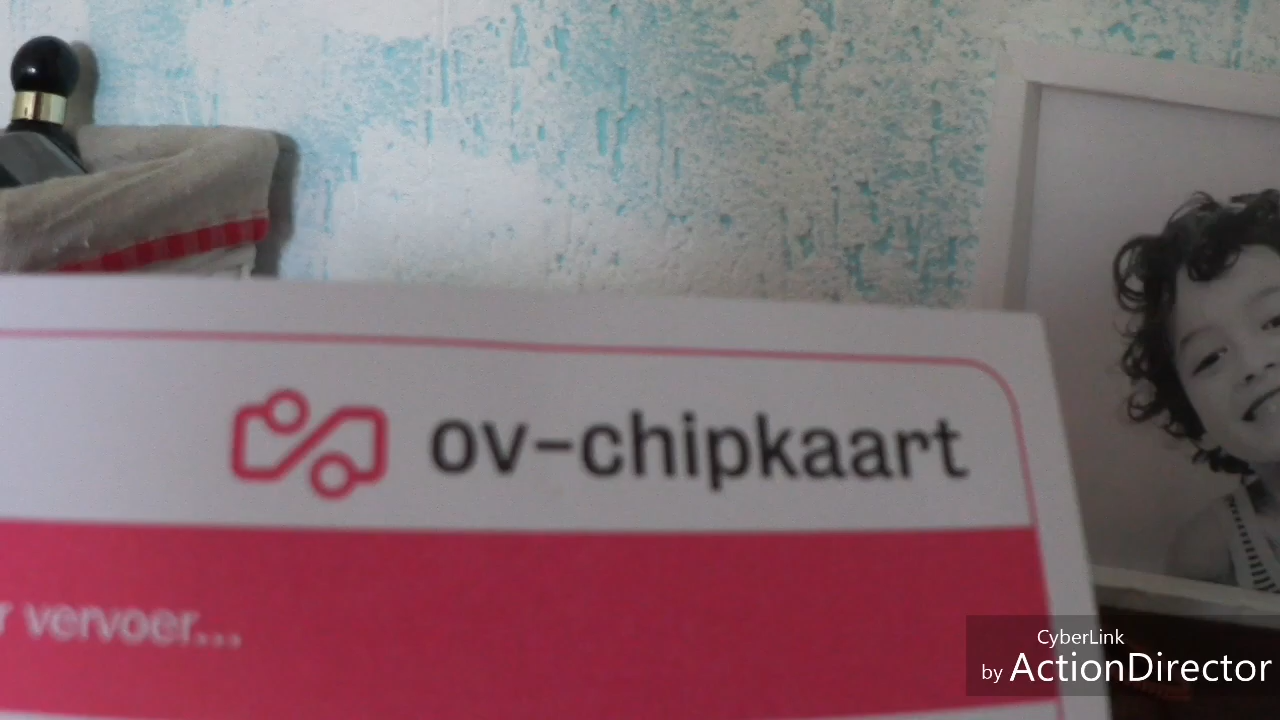 ov-chipkaart
r vervoer...
CyberLink
by ActionDirector